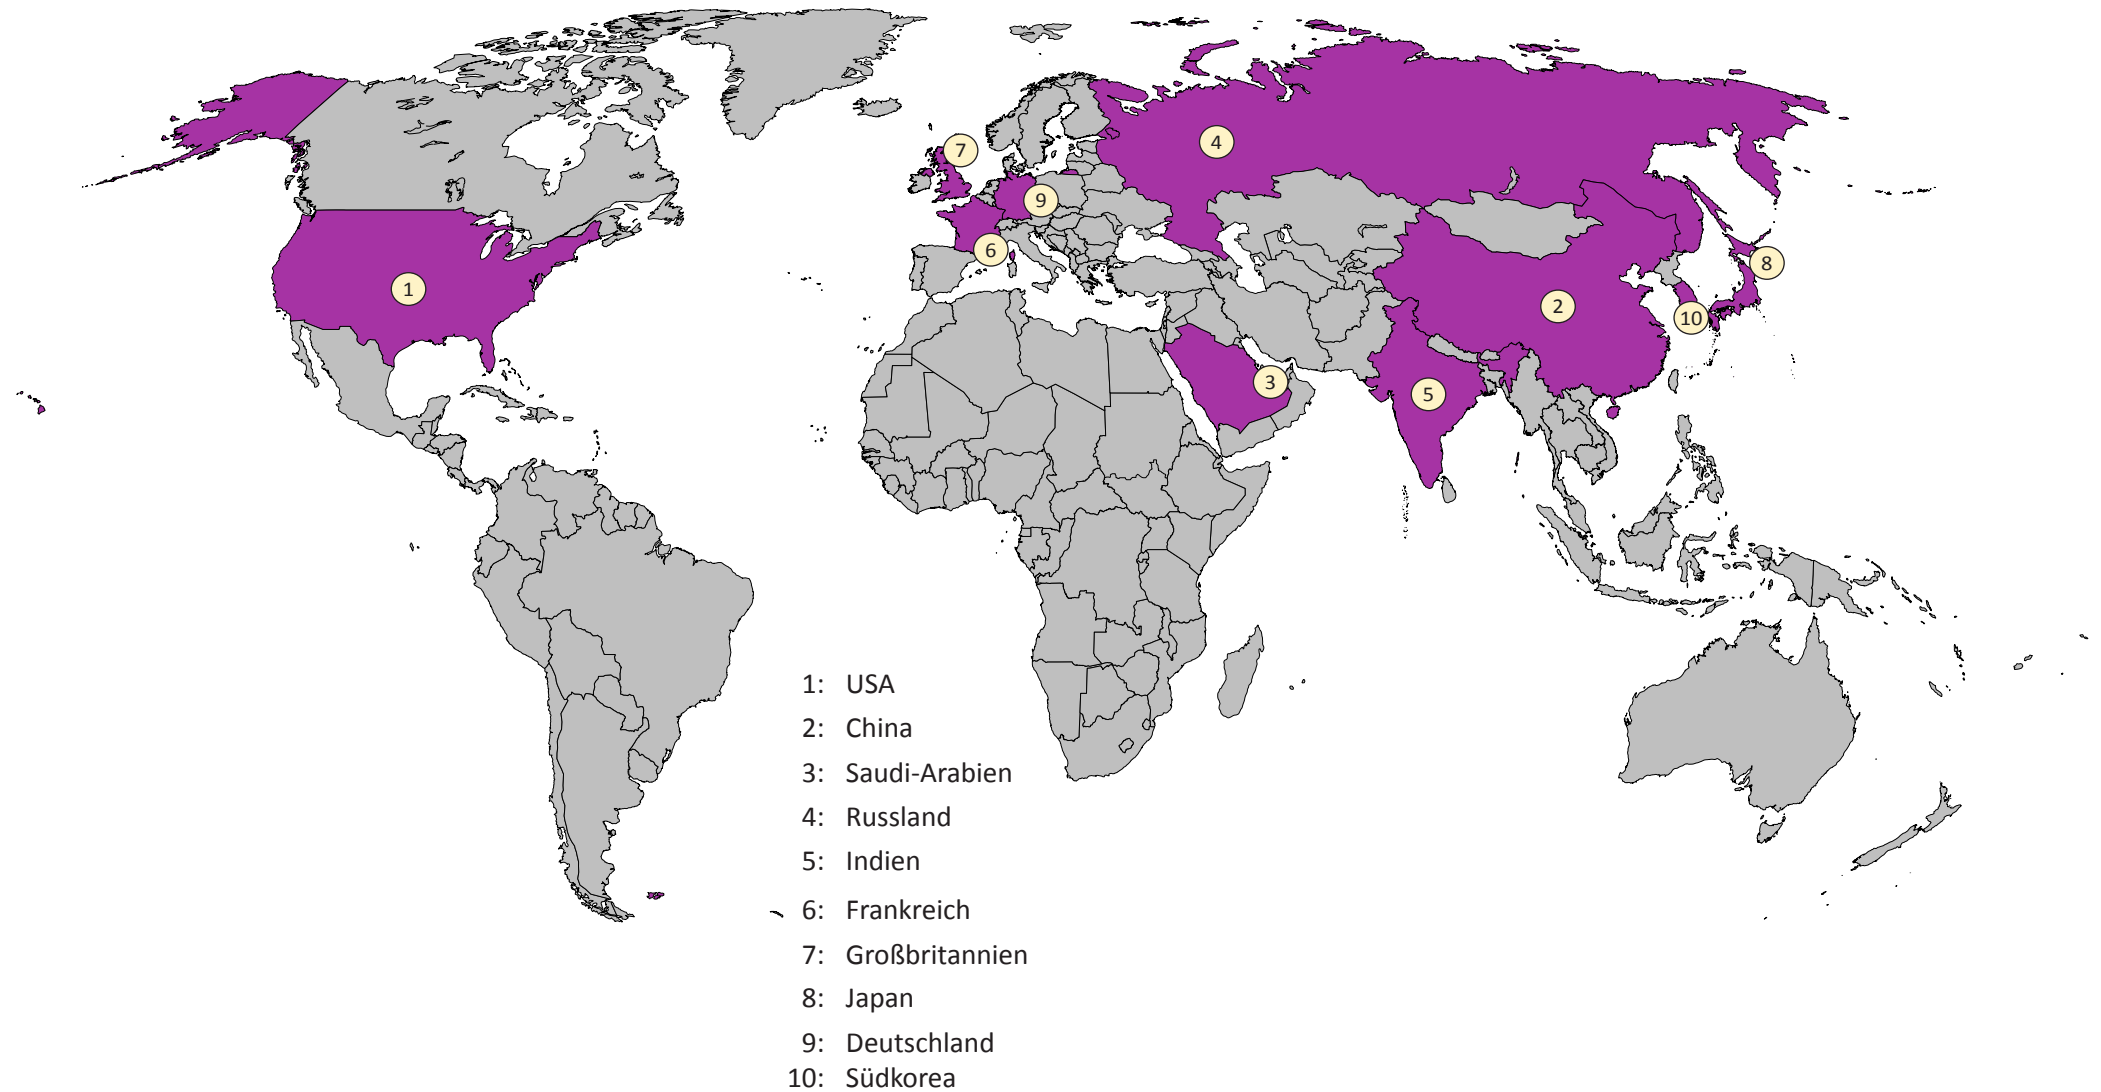 4
7
9
6
8
1
2
10
3
5
1: USA
2: China
3: Saudi-Arabien
4: Russland
5: Indien
6: Frankreich
7: Großbritannien
8: Japan
9: Deutschland
10: Südkorea